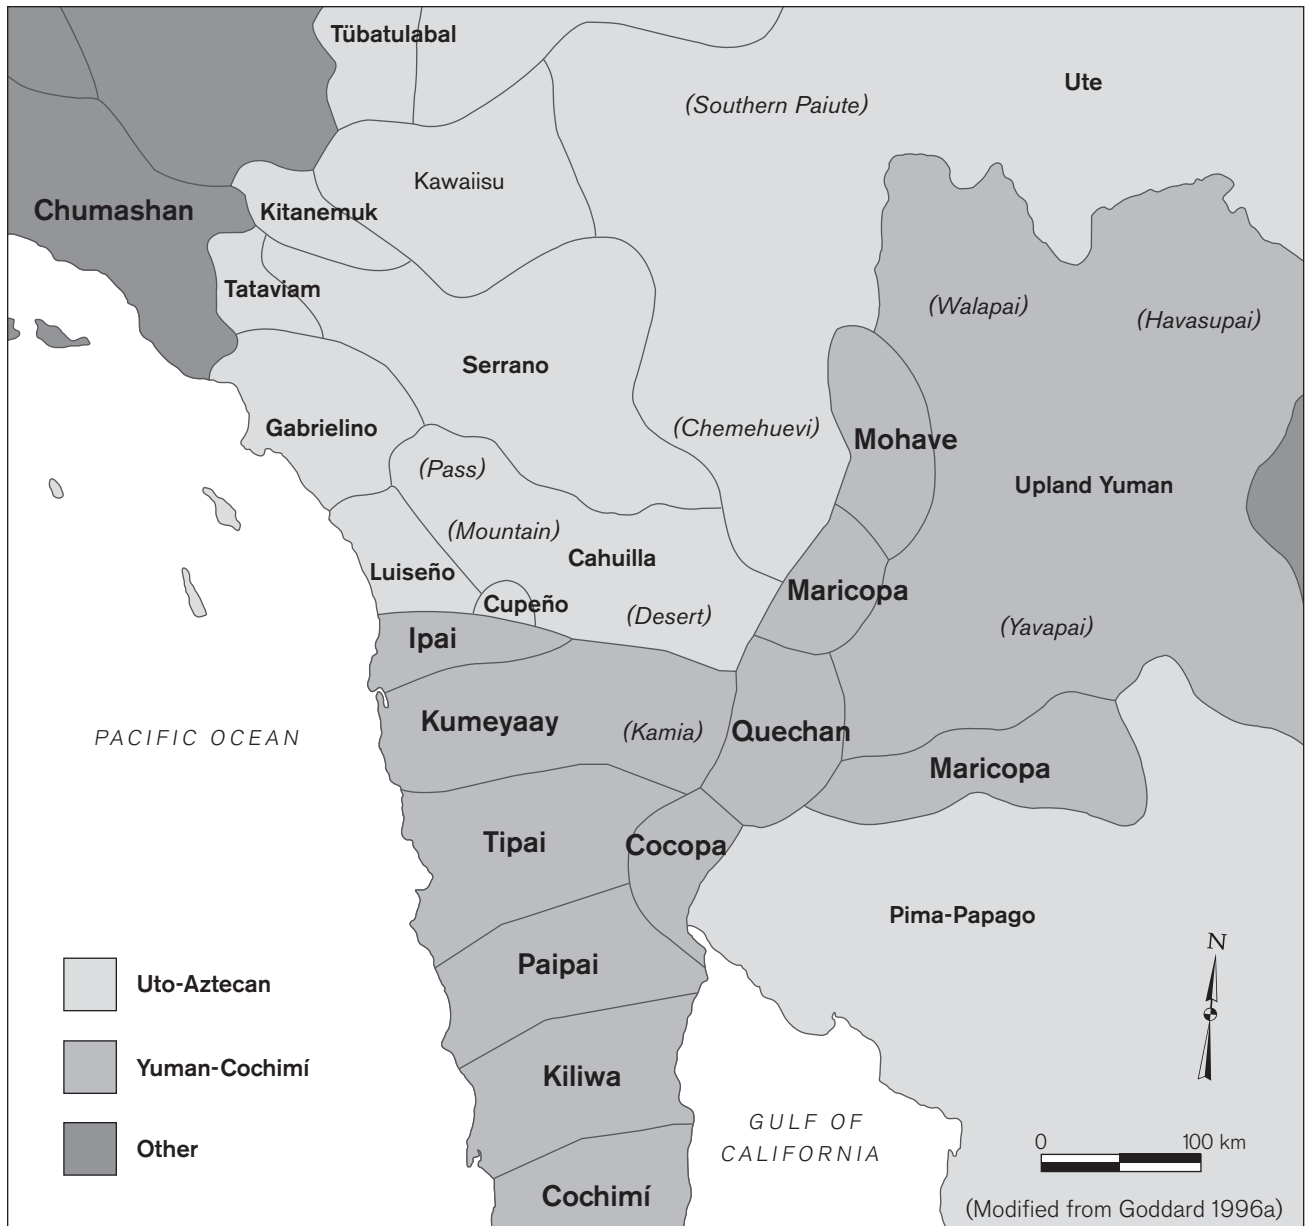 Tübatulabal
Ute
(Southern Paiute)
Kawaiisu
Chumashan
Kitanemuk
Tataviam
(Walapai)
(Havasupai)
Serrano
Gabrielino
(Chemehuevi)
Mohave
(Pass)
Upland Yuman
(Mountain)
Cahuilla
Luiseño
Cupeño
Maricopa
(Desert)
(Yavapai)
Ipai
Kumeyaay
(Kamia)
Quechan
PACIFIC OCEAN
Maricopa
Tipai
Cocopa
Pima-Papago
N
Paipai
Uto-Aztecan
Yuman-Cochimí
Kiliwa
Other
GULF OF
CALIFORNIA
0 100 km
Cochimí
(Modified from Goddard 1996a)